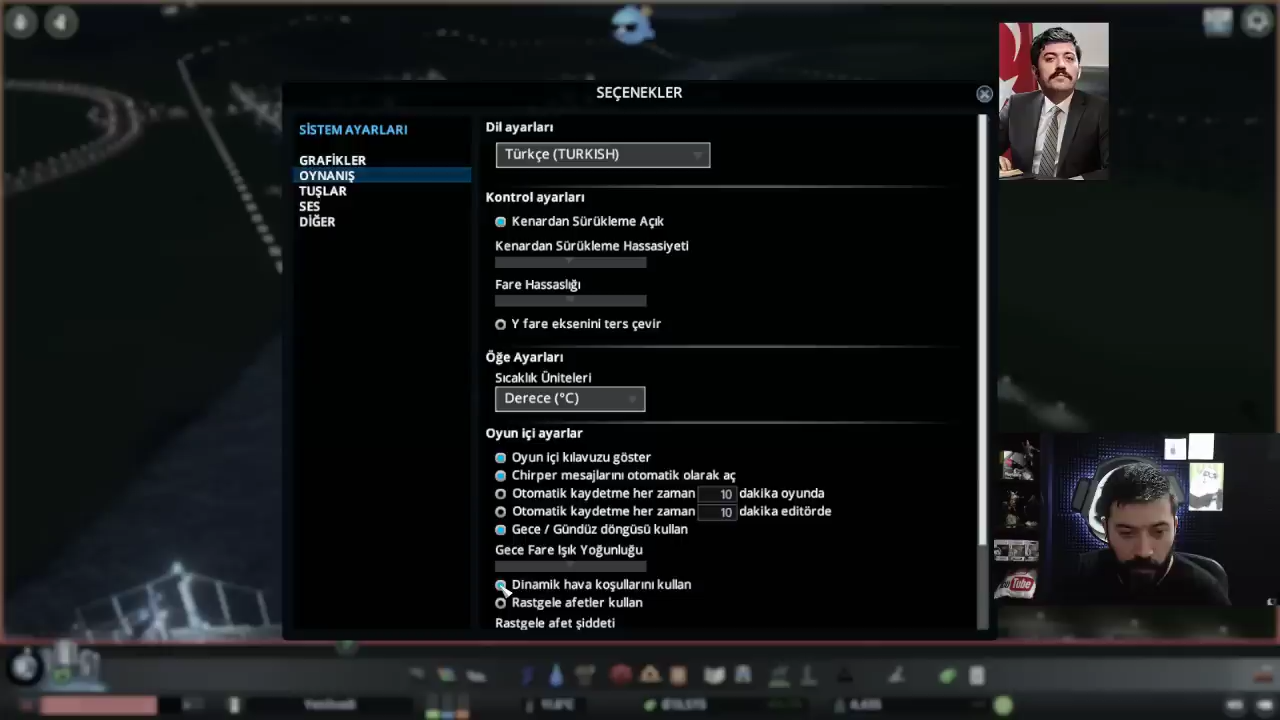 SEÇENEKLER
SİSTEM AYARLARI
GRAFİKLER
OYNANIŞ
TUŞLAR
SES
DİĞER
Dil ayarları
Türkçe (TURKISH)
Kontrol ayarları
Kenardan Sürükleme Açık
Kenardan Sürükleme Hassasiyeti
Fare Hassaslığı
Y fare eksenini ters çevir
Öğe Ayarları
Sıcaklık Üniteleri
Derece (°C)
Oyun içi ayarlar
Oyun içi kılavuzu göster
Chirper mesajlarını otomatik olarak aç
Otomatik kaydetme her zaman 10 dakika oyunda
Otomatik kaydetme her zaman 10 dakika editörde
Gece / Gündüz döngüsü kullan
Gece Fare Işık Yoğunluğu
Dinamik hava koşullarını kullan
Rastgele afetler kullan
Rastgele afet şiddeti
You Tube